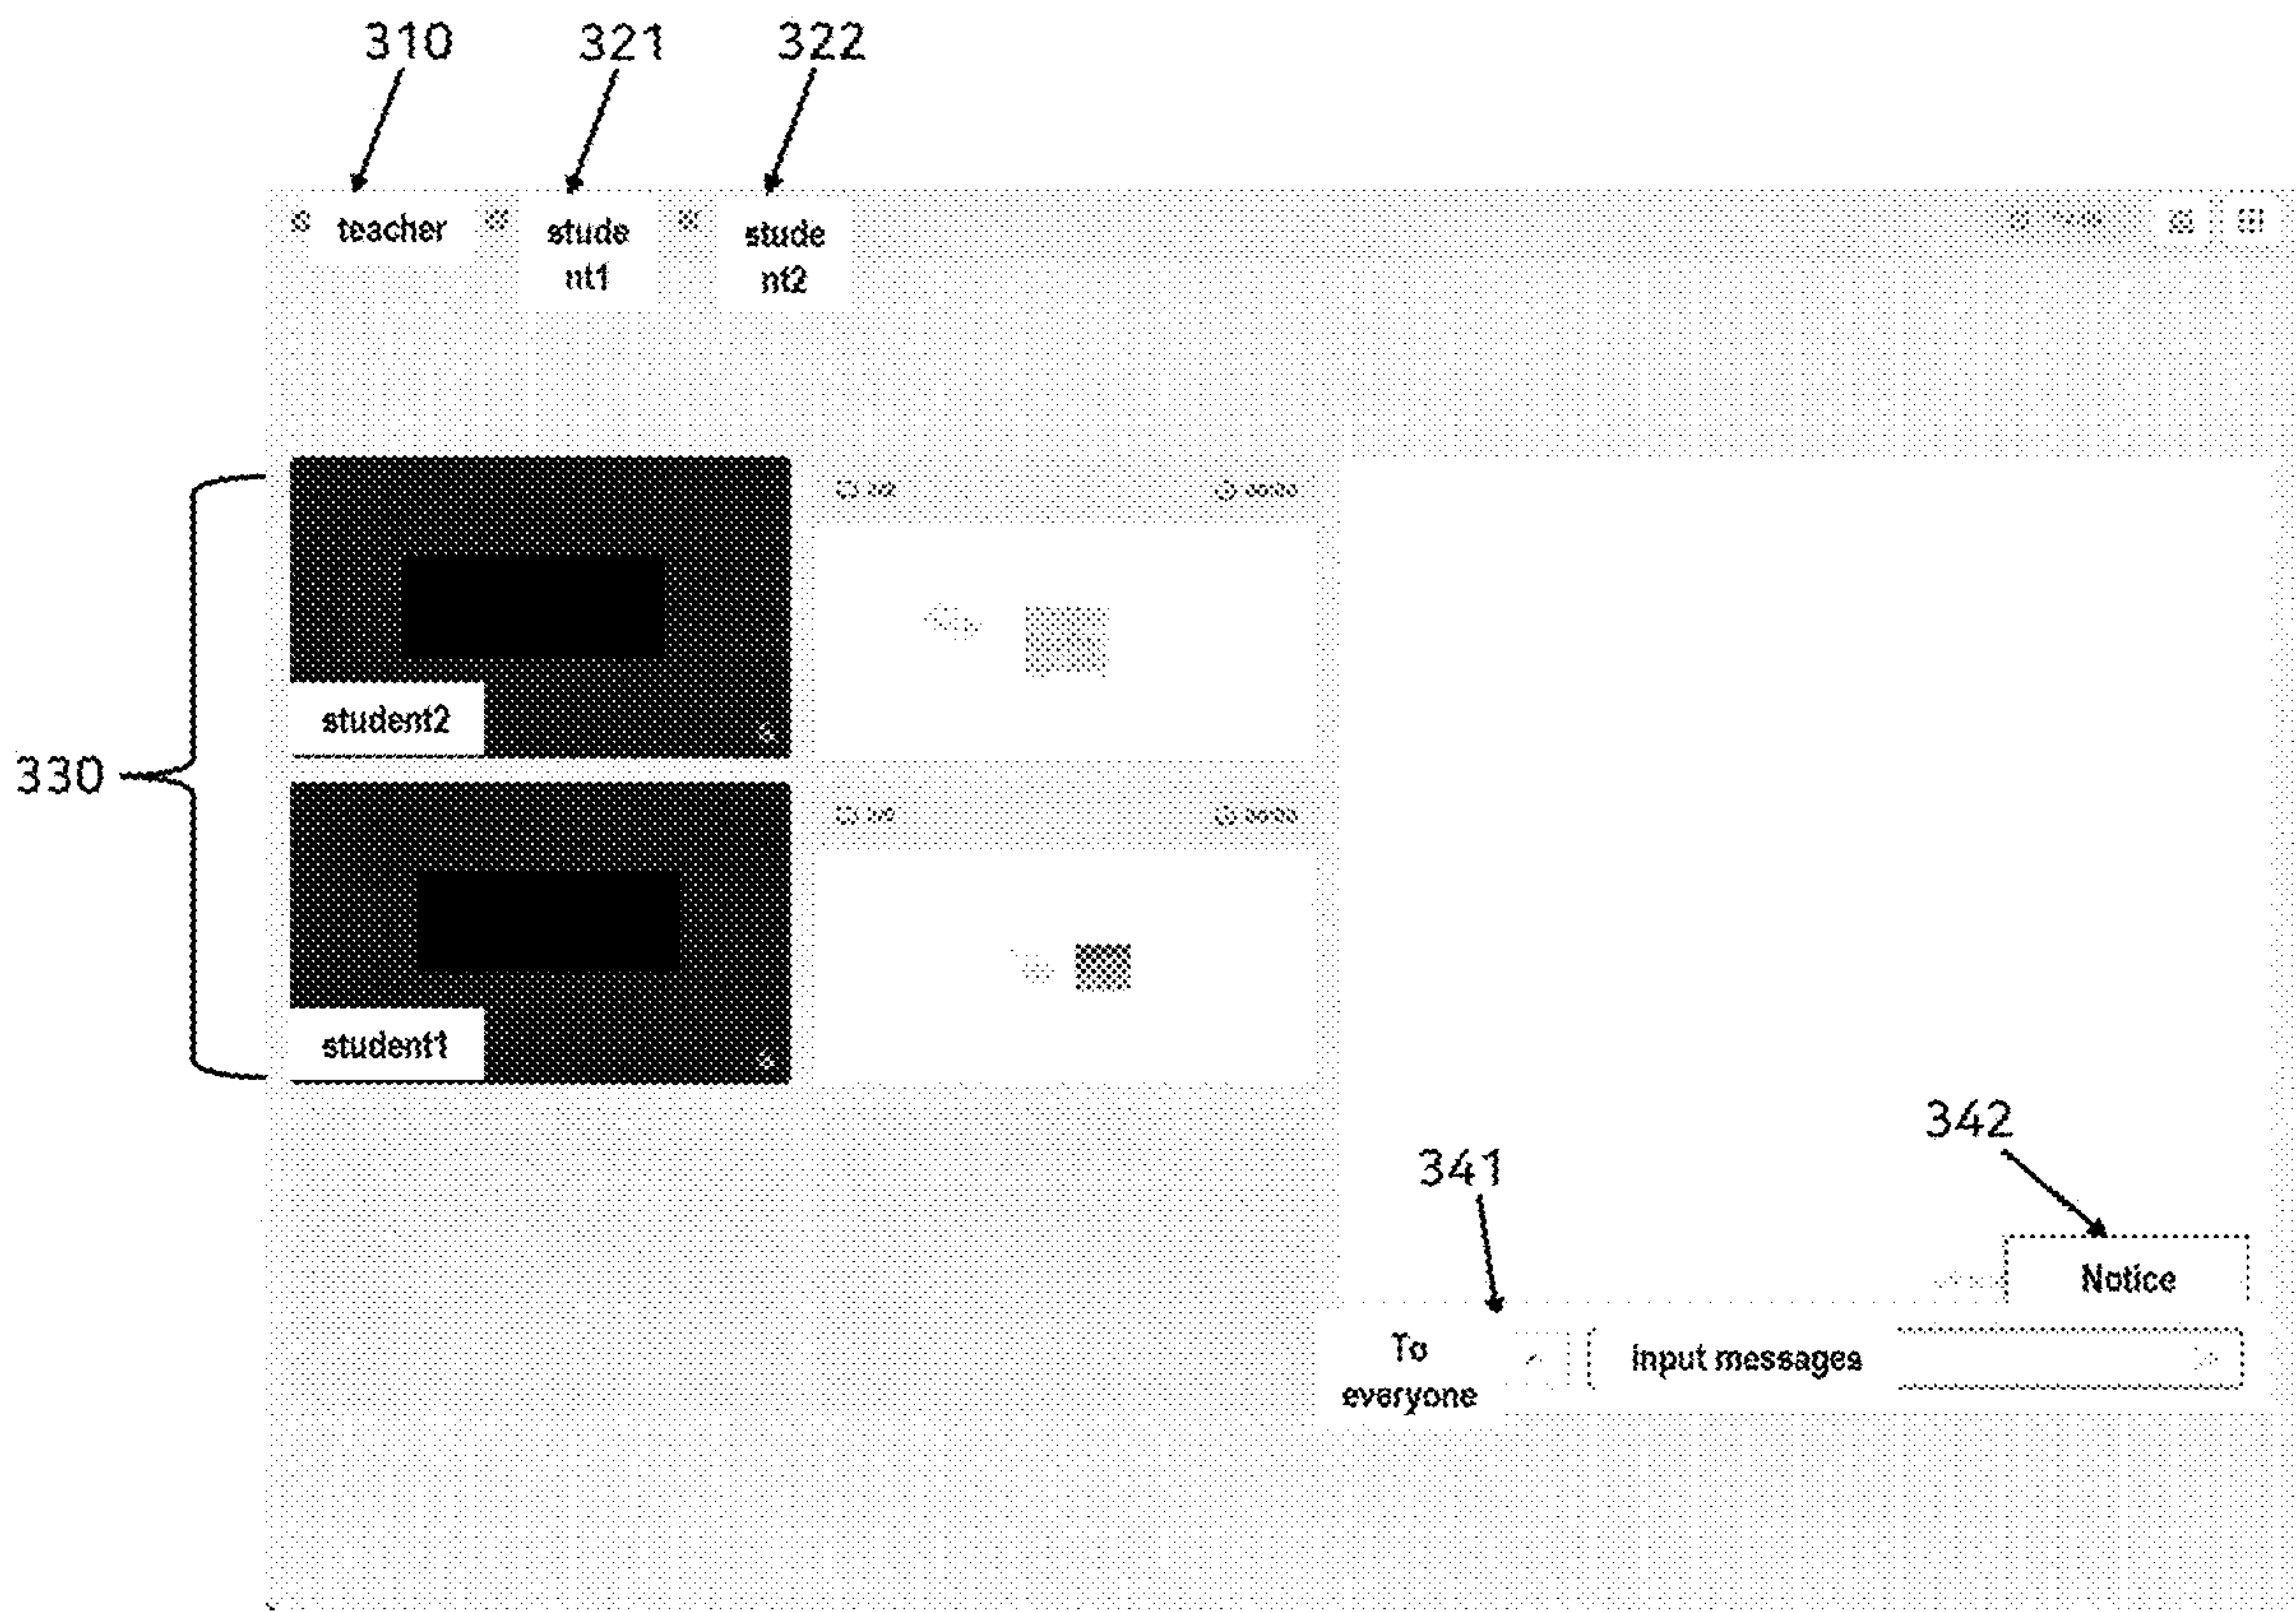 310
321
322
teacher
stude
nt1
stude
nt2
330
student2
student1
342
341
Notice
To
everyone
input messages